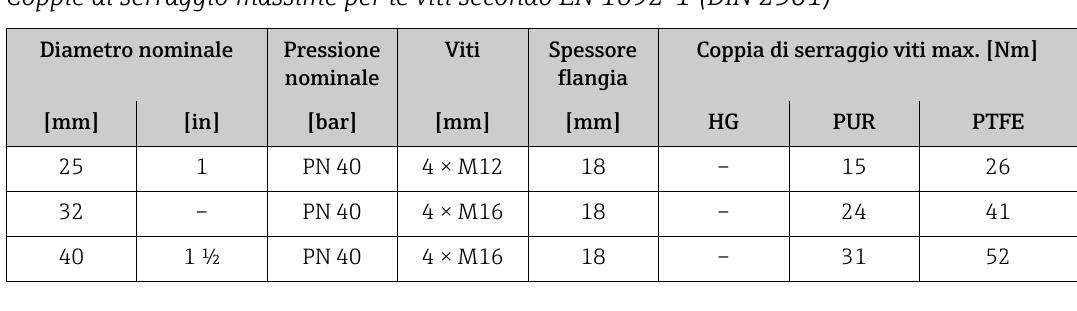 Coppie di serraggio massime per le viti secondo EN 1092-1 (DIN 2501)
Diametro nominale Pressione nominale Viti Spessore flangia Coppia di serraggio viti max. [Nm]
[mm] [in] [bar] [mm] [mm] HG PUR PTFE
25 1 PN 40 4 × M12 18 – 15 26
32 – PN 40 4 × M16 18 – 24 41
40 1 ½ PN 40 4 × M16 18 – 31 52